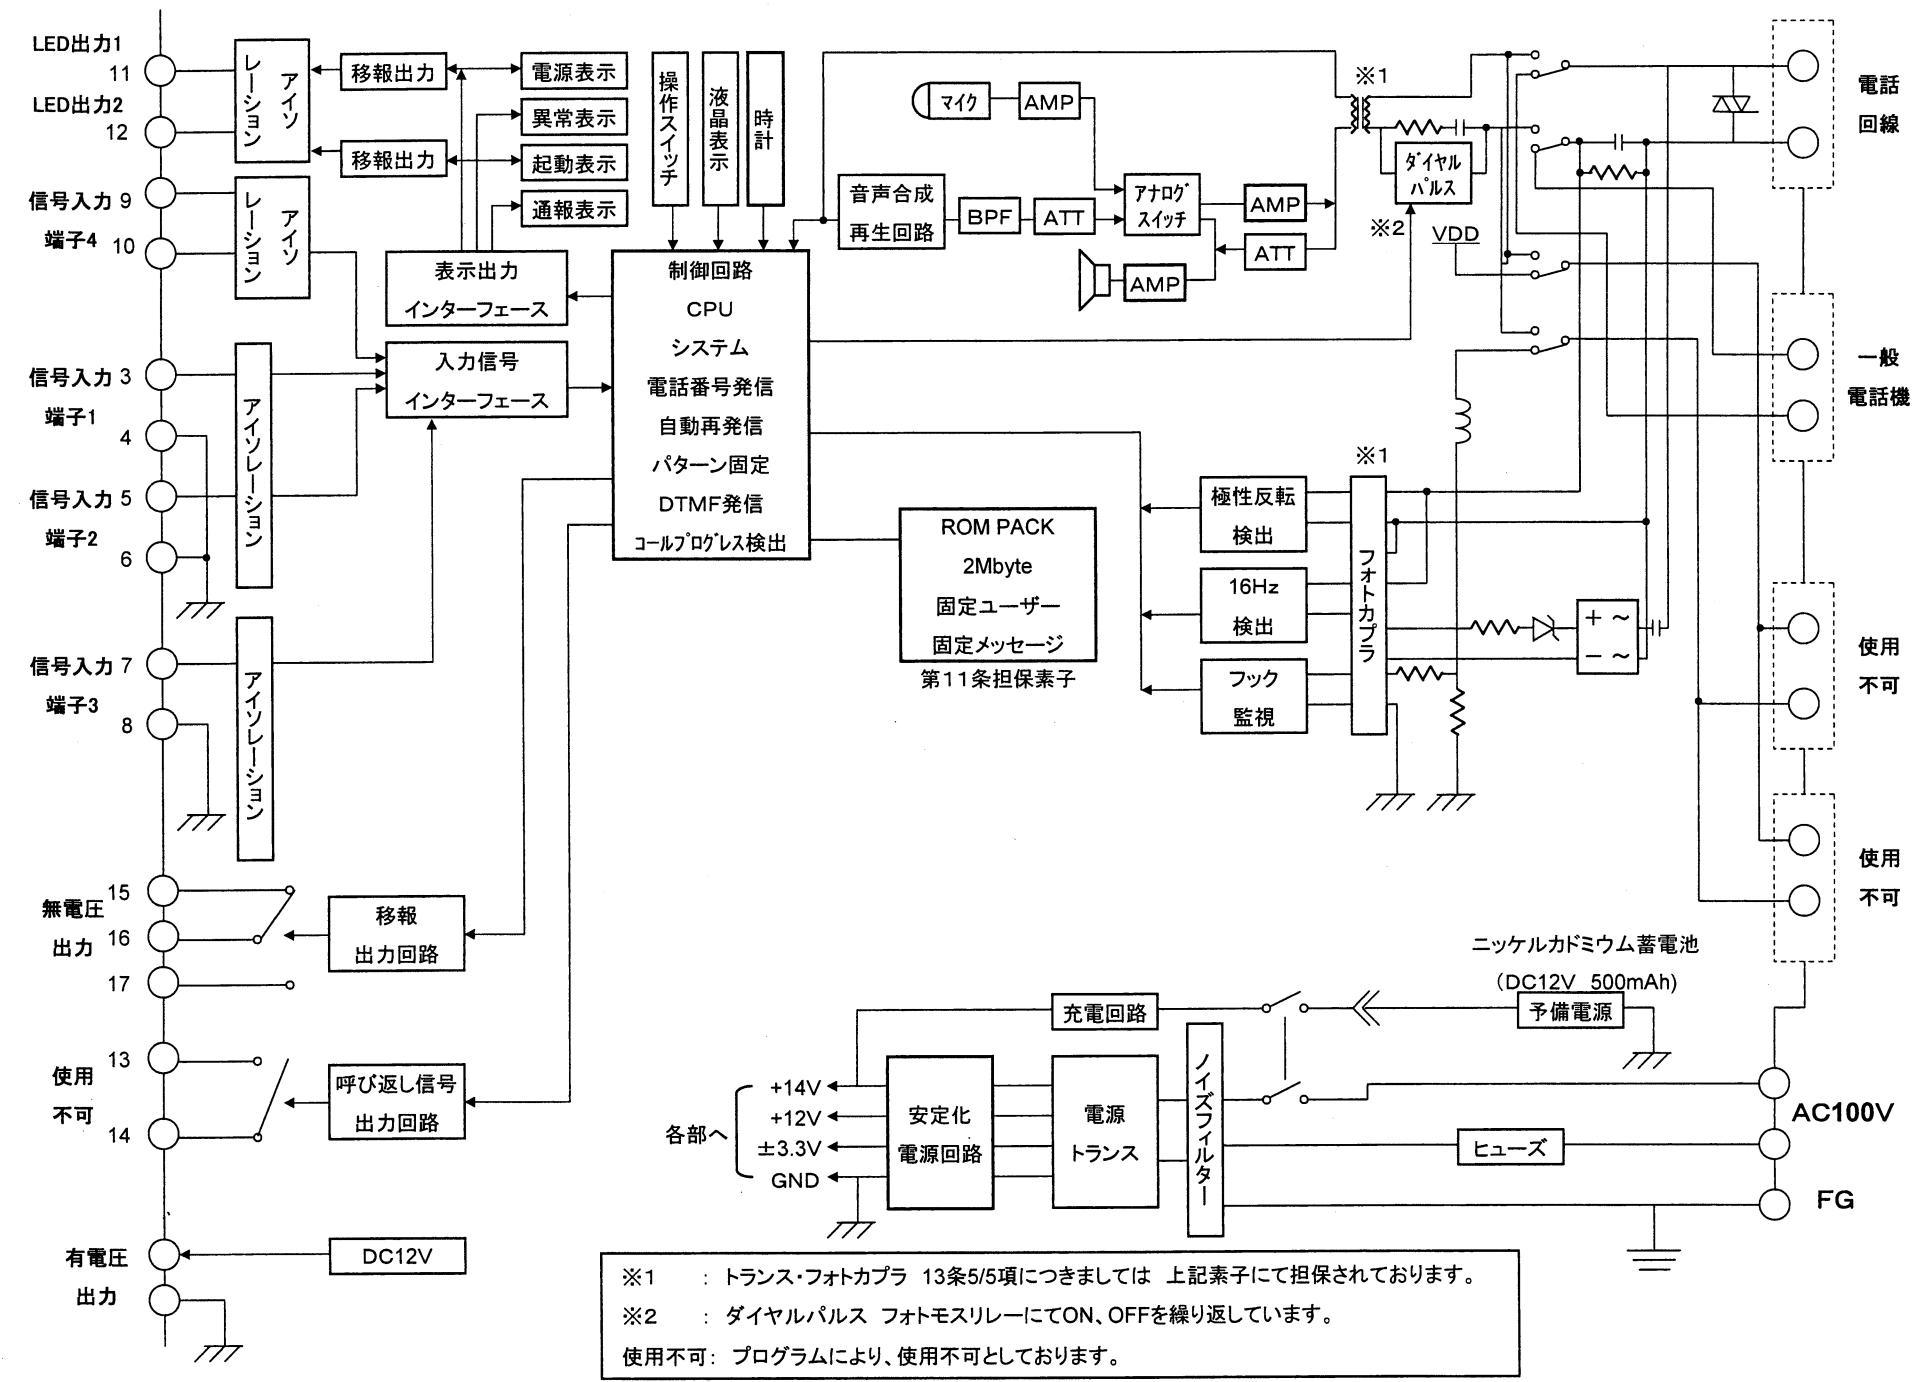 LED出力1
11
LED出力2
12
信号入力 9
端子4 10
信号入力 3
端子1
4
信号入力 5
端子2
6
信号入力 7
端子3
8
15
無電圧
出力 16
17
13
使用
不可
14
有電圧
出力
アイソ
レーション
アイソ
レーション
アイソレーション
アイソレーション
移報出力
移報出力
電源表示
異常表示
起動表示
通報表示
表示出力
インターフェース
入力信号
インターフェース
操作スイッチ
液晶表示
時計
制御回路
CPU
システム
電話番号発信
自動再発信
パターン固定
DTMF発信
コールプログレス検出
移報
出力回路
呼び返し信号
出力回路
DC12V
マイク
AMP
音声合成
再生回路
BPF
ATT
アナログ
スイッチ
AMP
ATT
AMP
※1
ダイヤル
パルス
※2
VDD
ROM PACK
2Mbyte
固定ユーザー
固定メッセージ
第11条担保素子
極性反転
検出
16Hz
検出
フック
監視
※1
フォトカプラ
+ ~
− ~
電話
回線
一般
電話機
使用
不可
使用
不可
ニッケルカドミウム蓄電池
(DC12V 500mAh)
予備電源
充電回路
ノイズフィルター
電源
トランス
安定化
電源回路
+14V
+12V
±3.3V
GND
各部へ
ヒューズ
AC100V
FG
※1 : トランス・フォトカプラ 13条5/5項につきましては 上記素子にて担保されております。
※2 : ダイヤルパルス フォトモスリレーにてON、OFFを繰り返しています。
使用不可: プログラムにより、使用不可としております。